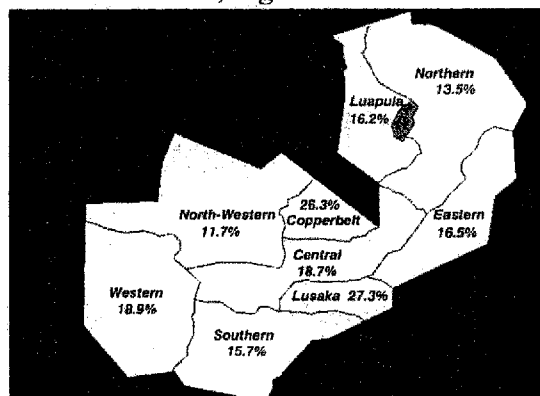 Northern
13.5%
Luapula
16.2%
26.3%
Copperbelt
North-Western
11.7%
Eastern
16.5%
Central
18.7%
Lusaka 27.3%
Western
18.9%
Southern
15.7%